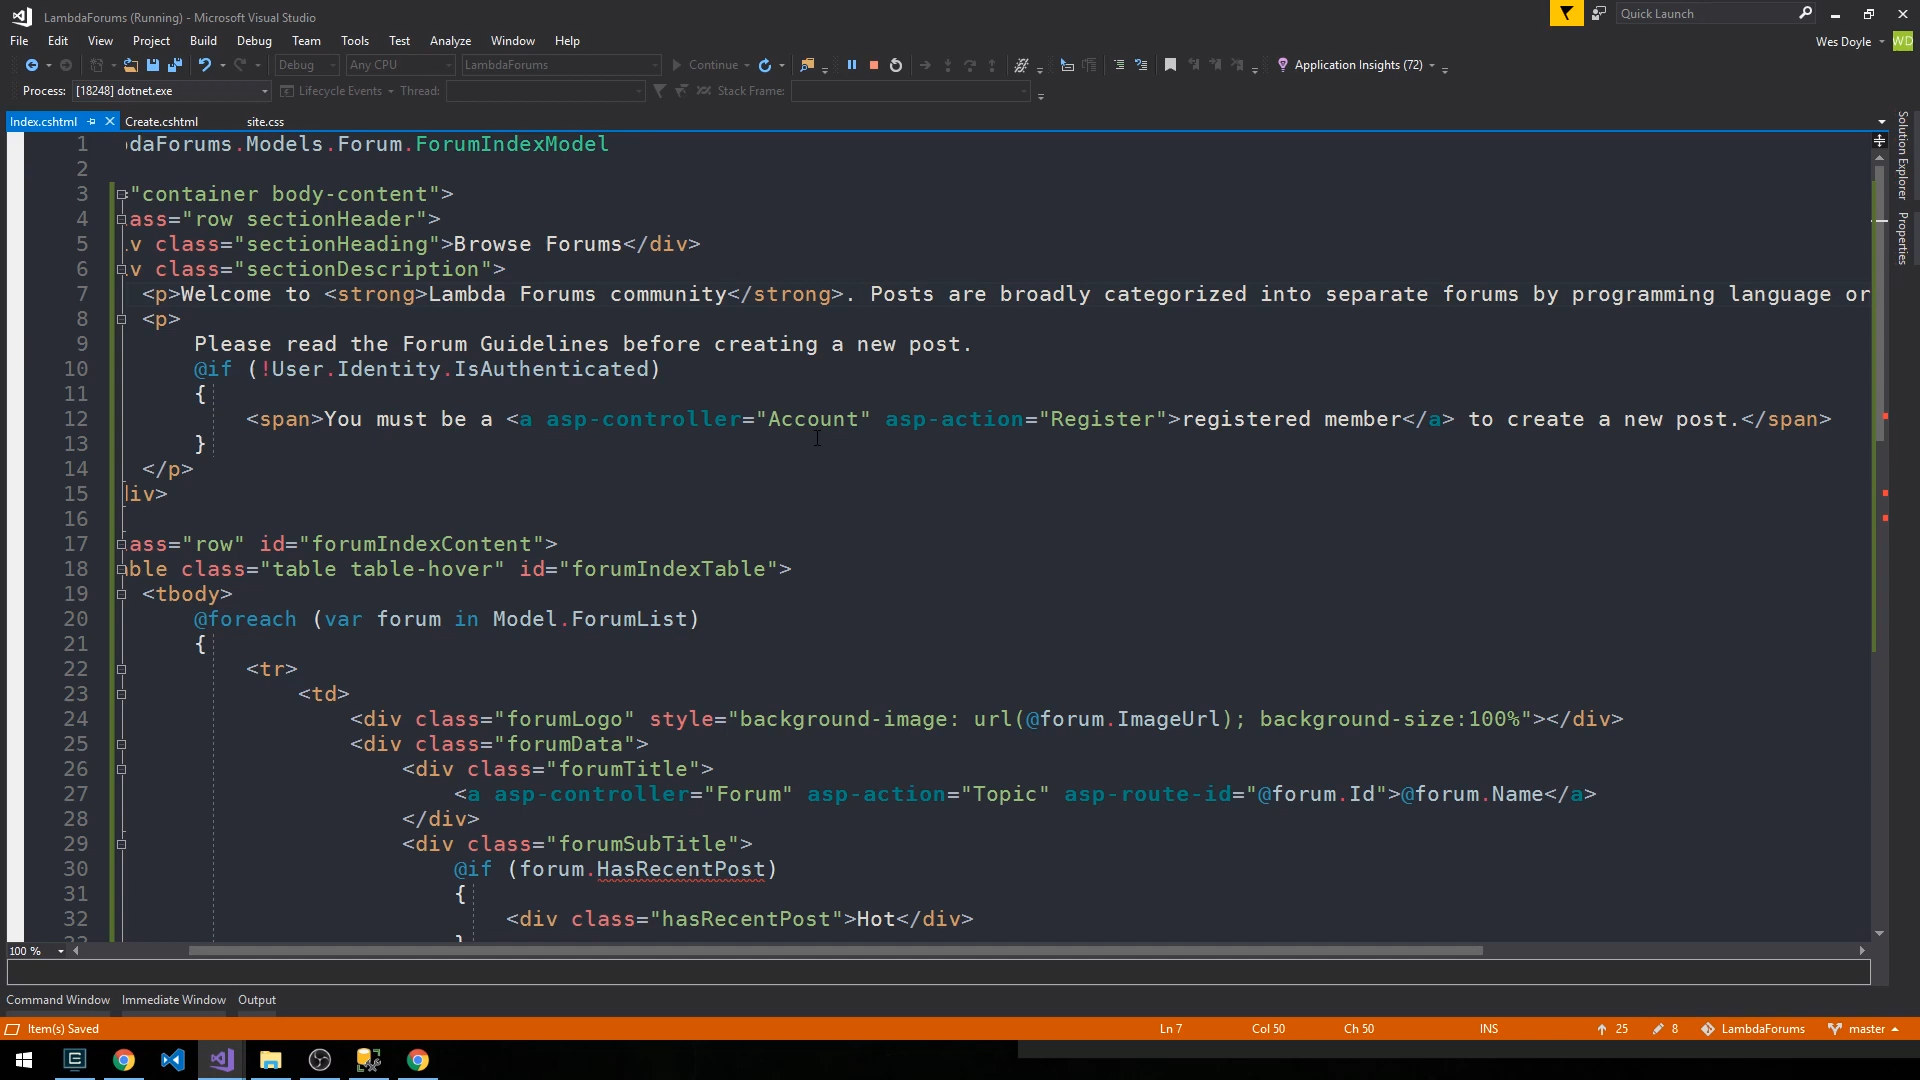 LambdaForums (Running) - Microsoft Visual Studio
Quick Launch
File Edit View Project Build Debug Team Tools Test Analyze Window Help
Wes Doyle WD
Debug Any CPU LambdaForums Continue Application Insights (72)
Process: [18248] dotnet.exe Lifecycle Events Thread: Stack Frame:
Index.cshtml Create.cshtml site.css
Solution Explorer
Properties
1 daForums.Models.Forum.ForumIndexModel
2
3 "container body-content">
4 ass="row sectionHeader">
5 v class="sectionHeading">Browse Forums</div>
6 v class="sectionDescription">
7 <p>Welcome to <strong>Lambda Forums community</strong>. Posts are broadly categorized into separate forums by programming language or
8 <p>
9 Please read the Forum Guidelines before creating a new post.
10 @if (!User.Identity.IsAuthenticated)
11 {
12 <span>You must be a <a asp-controller="Account" asp-action="Register">registered member</a> to create a new post.</span>
13 }
14 </p>
15 div>
16
17 ass="row" id="forumIndexContent">
18 ble class="table table-hover" id="forumIndexTable">
19 <tbody>
20 @foreach (var forum in Model.ForumList)
21 {
22 <tr>
23 <td>
24 <div class="forumLogo" style="background-image: url(@forum.ImageUrl); background-size:100%"></div>
25 <div class="forumData">
26 <div class="forumTitle">
27 <a asp-controller="Forum" asp-action="Topic" asp-route-id="@forum.Id">@forum.Name</a>
28 </div>
29 <div class="forumSubTitle">
30 @if (forum.HasRecentPost)
31 {
32 <div class="hasRecentPost">Hot</div>
100 %
Command Window Immediate Window Output
Item(s) Saved Ln 7 Col 50 Ch 50 INS 25 8 LambdaForums master